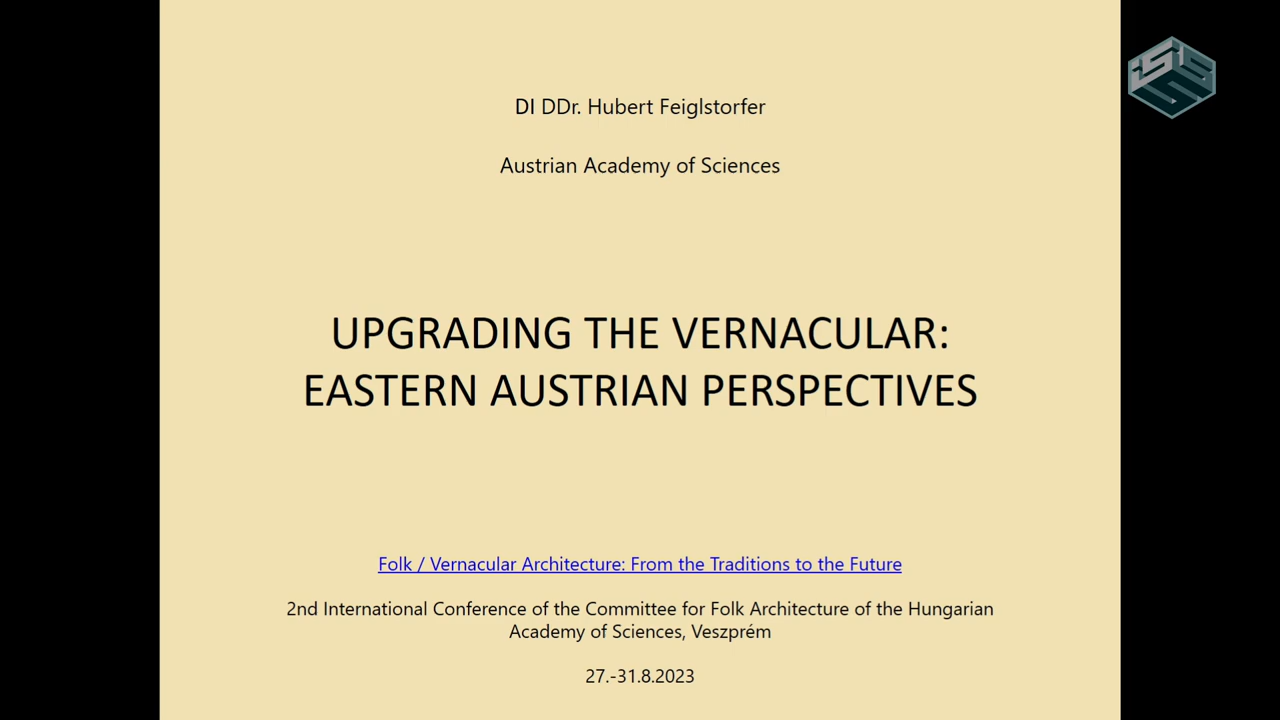 DI DDr. Hubert Feiglstorfer
Austrian Academy of Sciences
UPGRADING THE VERNACULAR:
EASTERN AUSTRIAN PERSPECTIVES
Folk / Vernacular Architecture: From the Traditions to the Future
2nd International Conference of the Committee for Folk Architecture of the Hungarian
Academy of Sciences, Veszprém
27.-31.8.2023